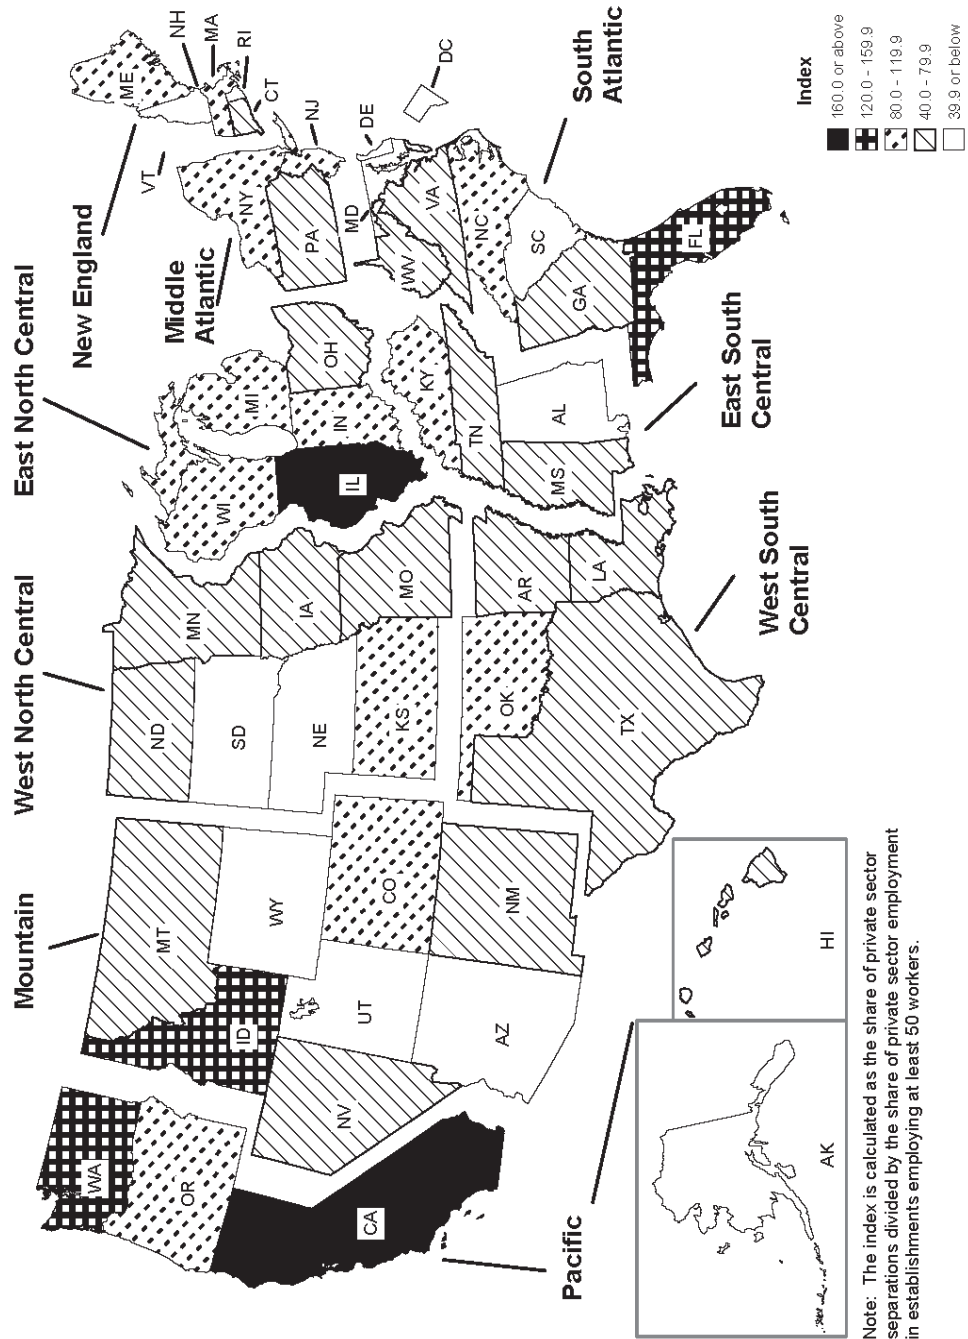 Mountain
West North Central
East North Central
New England
Middle
Atlantic
South
Atlantic
East South
Central
West South
Central
Pacific
WA
OR
CA
ID
NV
MT
WY
UT
AZ
CO
NM
ND
SD
NE
KS
OK
TX
MN
IA
MO
AR
LA
WI
MI
IL
IN
OH
KY
TN
MS
AL
ME
VT
NH
MA
RI
CT
NY
NJ
PA
DE
MD
DC
WV
VA
NC
SC
GA
FL
AK
HI
Index
160.0 or above
120.0 - 159.9
80.0 - 119.9
40.0 - 79.9
39.9 or below
Note: The index is calculated as the share of private sector
separations divided by the share of private sector employment
in establishments employing at least 50 workers.